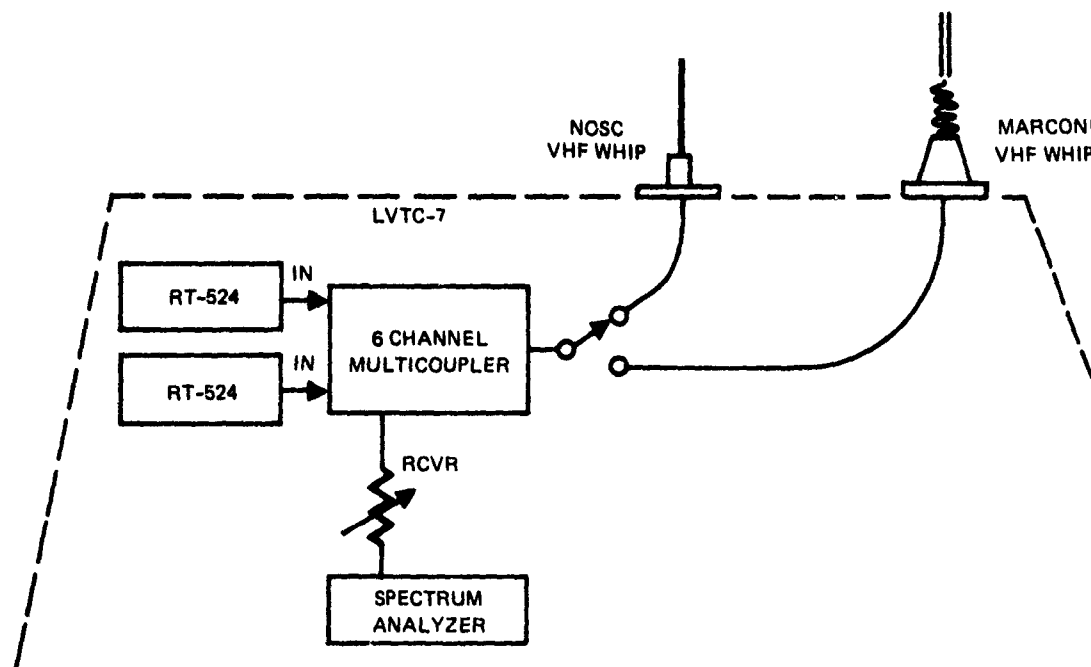 NOSC
VHF WHIP
MARCONI
VHF WHIP
LVTC-7
RT-524
IN
6 CHANNEL
MULTICOUPLER
RT-524
IN
RCVR
SPECTRUM
ANALYZER